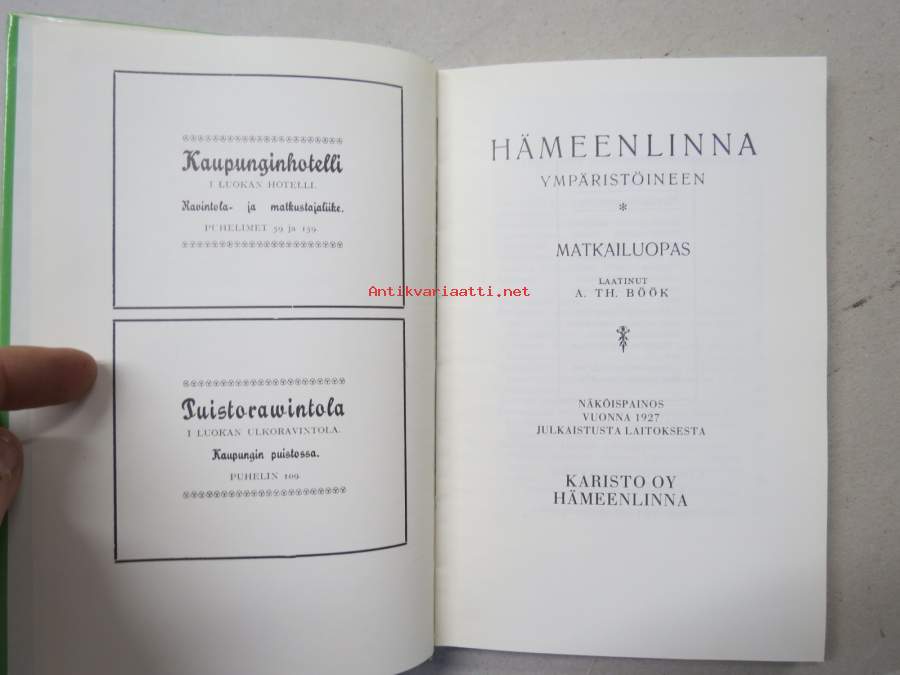 Kaupunginhotelli
I LUOKAN HOTELLI.
Ravintola- ja matkustajaliike.
PUHELIMET 59 ja 159.
Puistorawintola
I LUOKAN ULKORAVINTOLA.
Kaupungin puistossa.
PUHELIN 109.
HÄMEENLINNA
YMPÄRISTÖINEEN
*
MATKAILUOPAS
LAATINUT
A. TH. BÖÖK
NÄKÖISPAINOS
VUONNA 1927
JULKAISTUSTA LAITOKSESTA
KARISTO OY
HÄMEENLINNA
Antikvariaatti.net